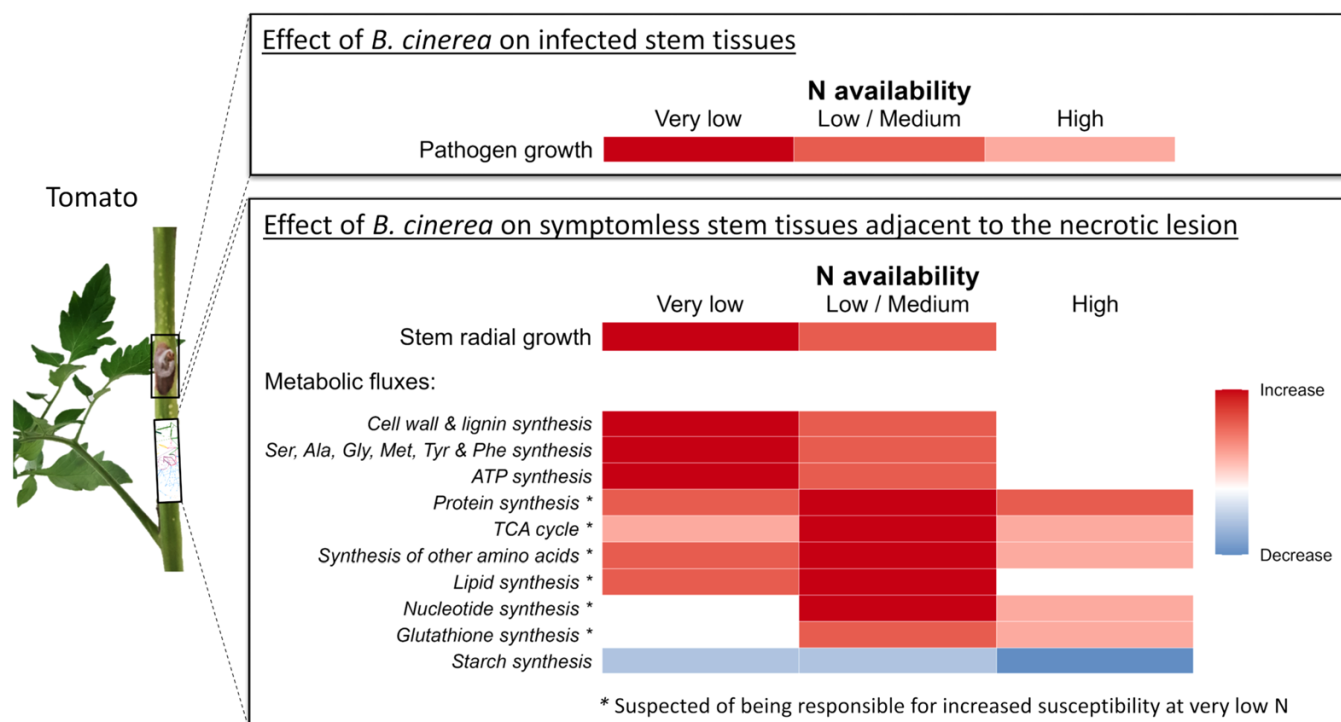 Effect of B. cinerea on infected stem tissues
N availability
Very low Low / Medium High
Pathogen growth
Tomato
Effect of B. cinerea on symptomless stem tissues adjacent to the necrotic lesion
N availability
Very low Low / Medium High
Stem radial growth
Metabolic fluxes:
Cell wall & lignin synthesis
Ser, Ala, Gly, Met, Tyr & Phe synthesis
ATP synthesis
Protein synthesis *
TCA cycle *
Synthesis of other amino acids *
Lipid synthesis *
Nucleotide synthesis *
Glutathione synthesis *
Starch synthesis
Increase
Decrease
* Suspected of being responsible for increased susceptibility at very low N